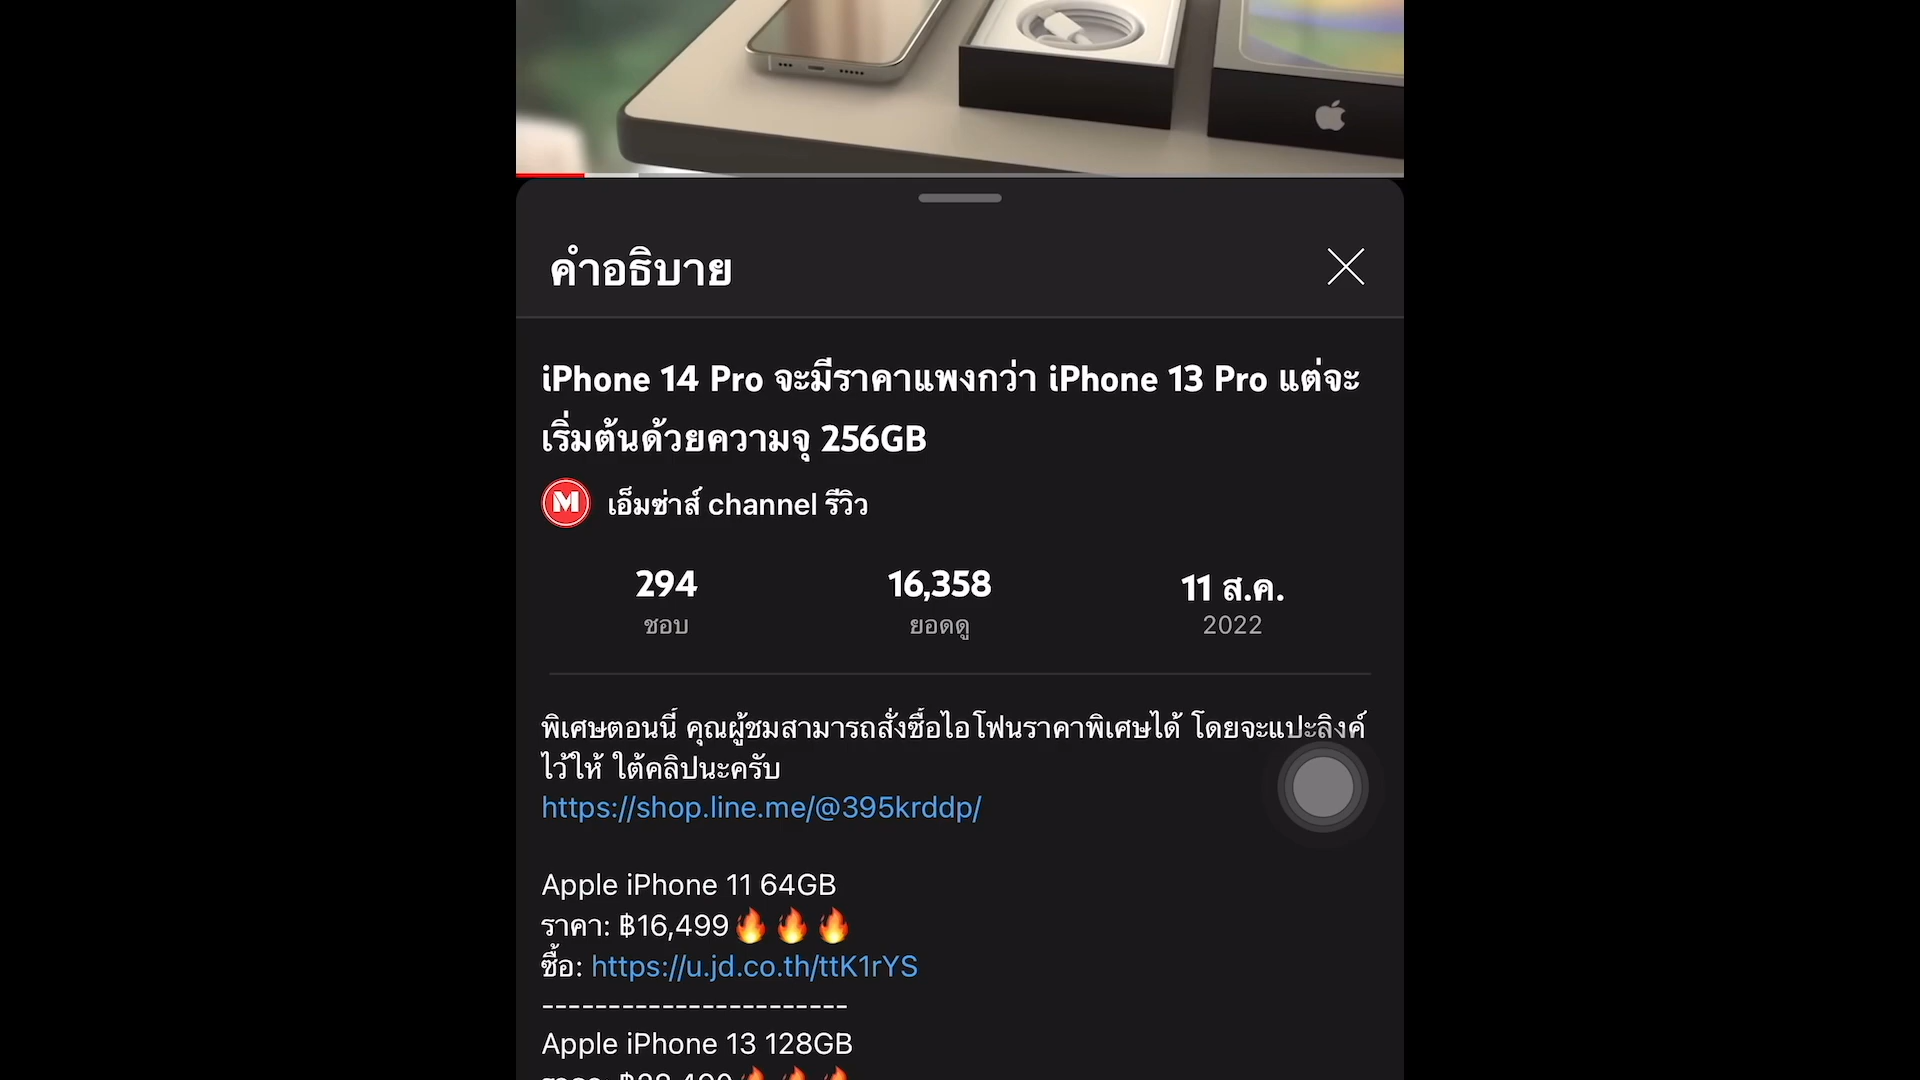 คำอธิบาย
iPhone 14 Pro จะมีราคาแพงกว่า iPhone 13 Pro แต่จะ
เริ่มต้นด้วยความจุ 256GB
M
เอ็มซ่าส์ channel รีวิว
294 16,358 11 ส.ค.
ชอบ ยอดดู 2022
พิเศษตอนนี้ คุณผู้ชมสามารถสั่งซื้อไอโฟนราคาพิเศษได้ โดยจะแปะลิงค์
ไว้ให้ ใต้คลิปนะครับ
https://shop.line.me/@395krddp/
Apple iPhone 11 64GB
ราคา: ฿16,499🔥🔥🔥
ซื้อ: https://u.jd.co.th/ttK1rYS
-----------------------
Apple iPhone 13 128GB